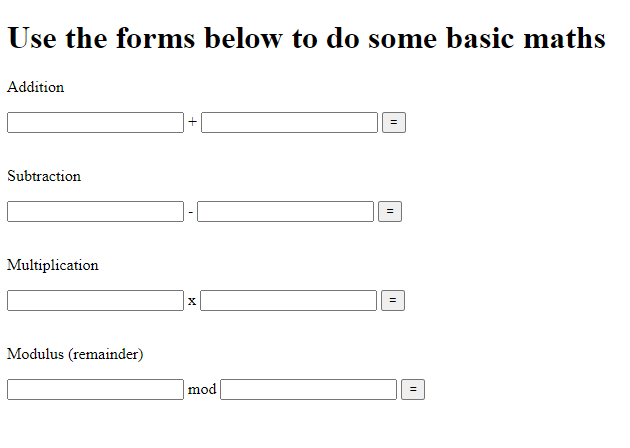 Use the forms below to do some basic maths
Addition
+ =
Subtraction
- =
Multiplication
x =
Modulus (remainder)
mod =